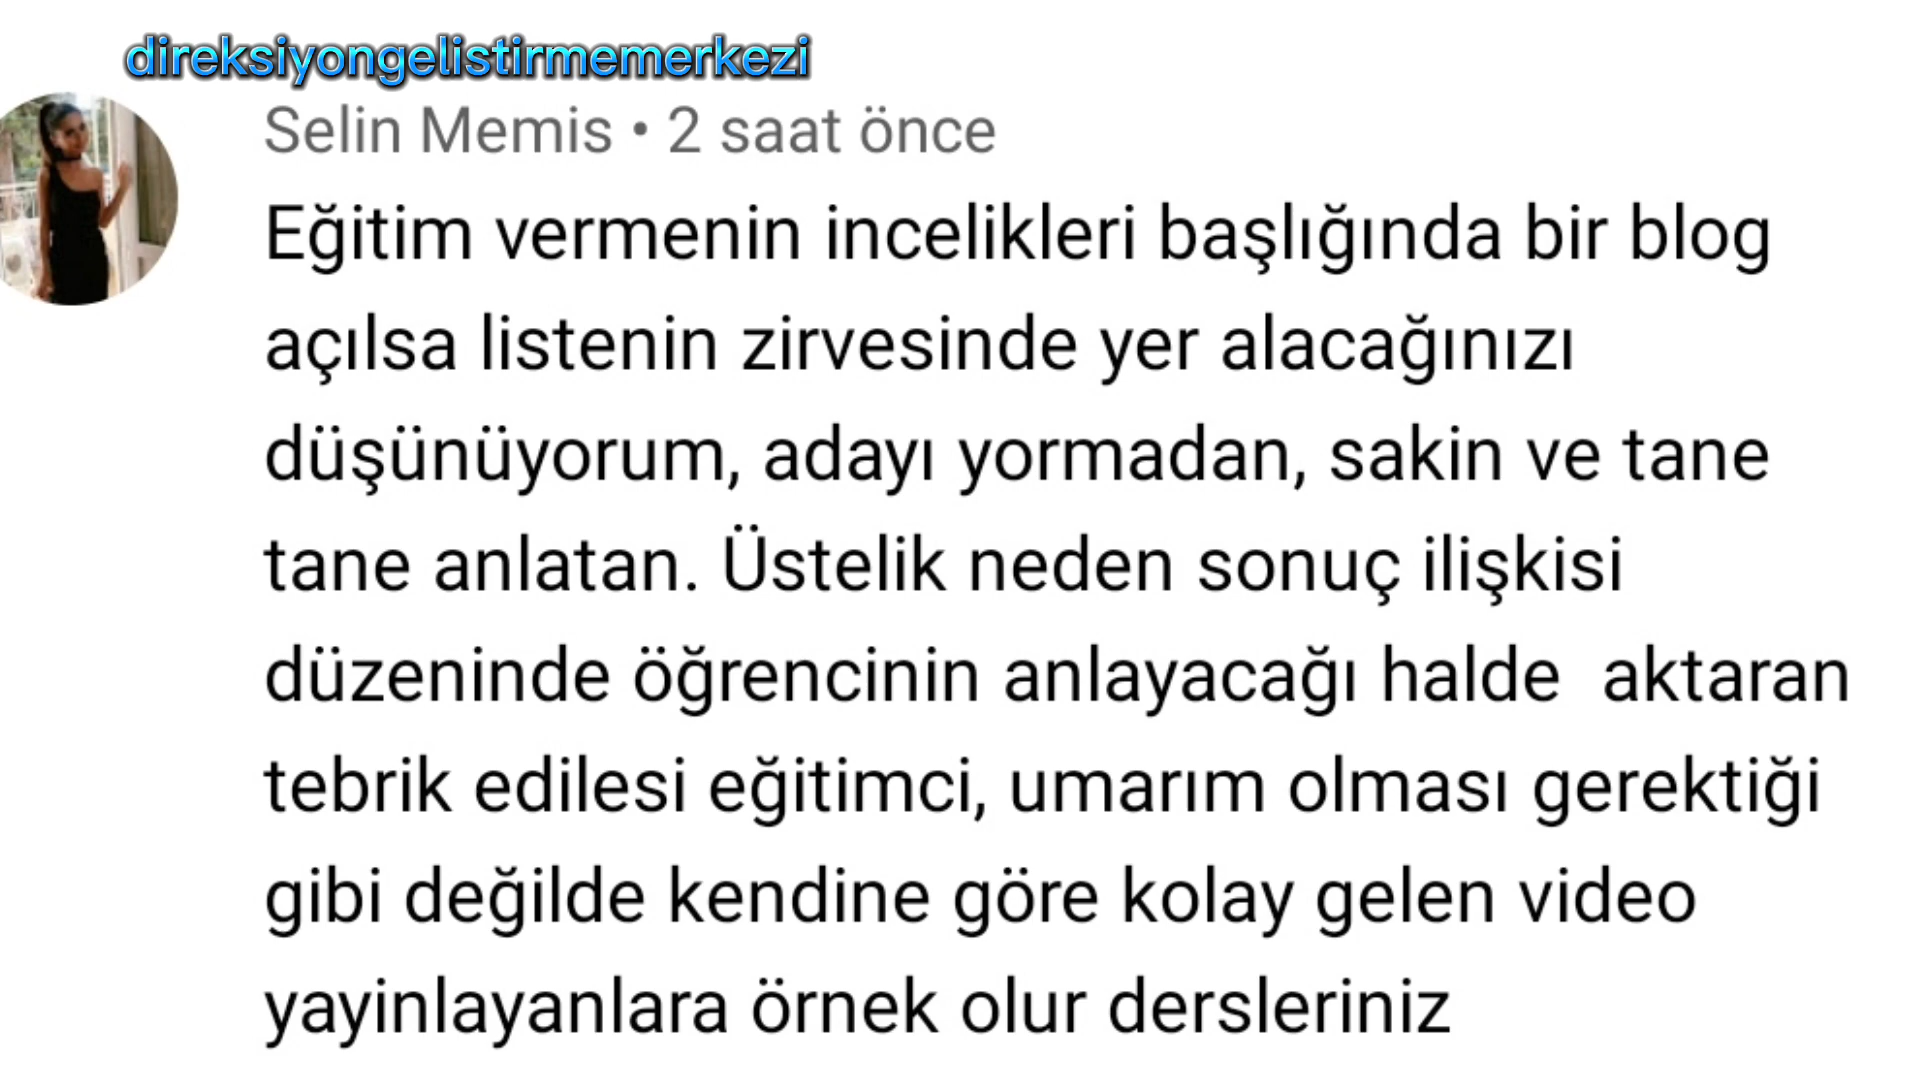 direksiyongelistirmemerkezi
Selin Memis • 2 saat önce
Eğitim vermenin incelikleri başlığında bir blog
açılsa listenin zirvesinde yer alacağınızı
düşünüyorum, adayı yormadan, sakin ve tane
tane anlatan. Üstelik neden sonuç ilişkisi
düzeninde öğrencinin anlayacağı halde  aktaran
tebrik edilesi eğitimci, umarım olması gerektiği
gibi değilde kendine göre kolay gelen video
yayinlayanlara örnek olur dersleriniz